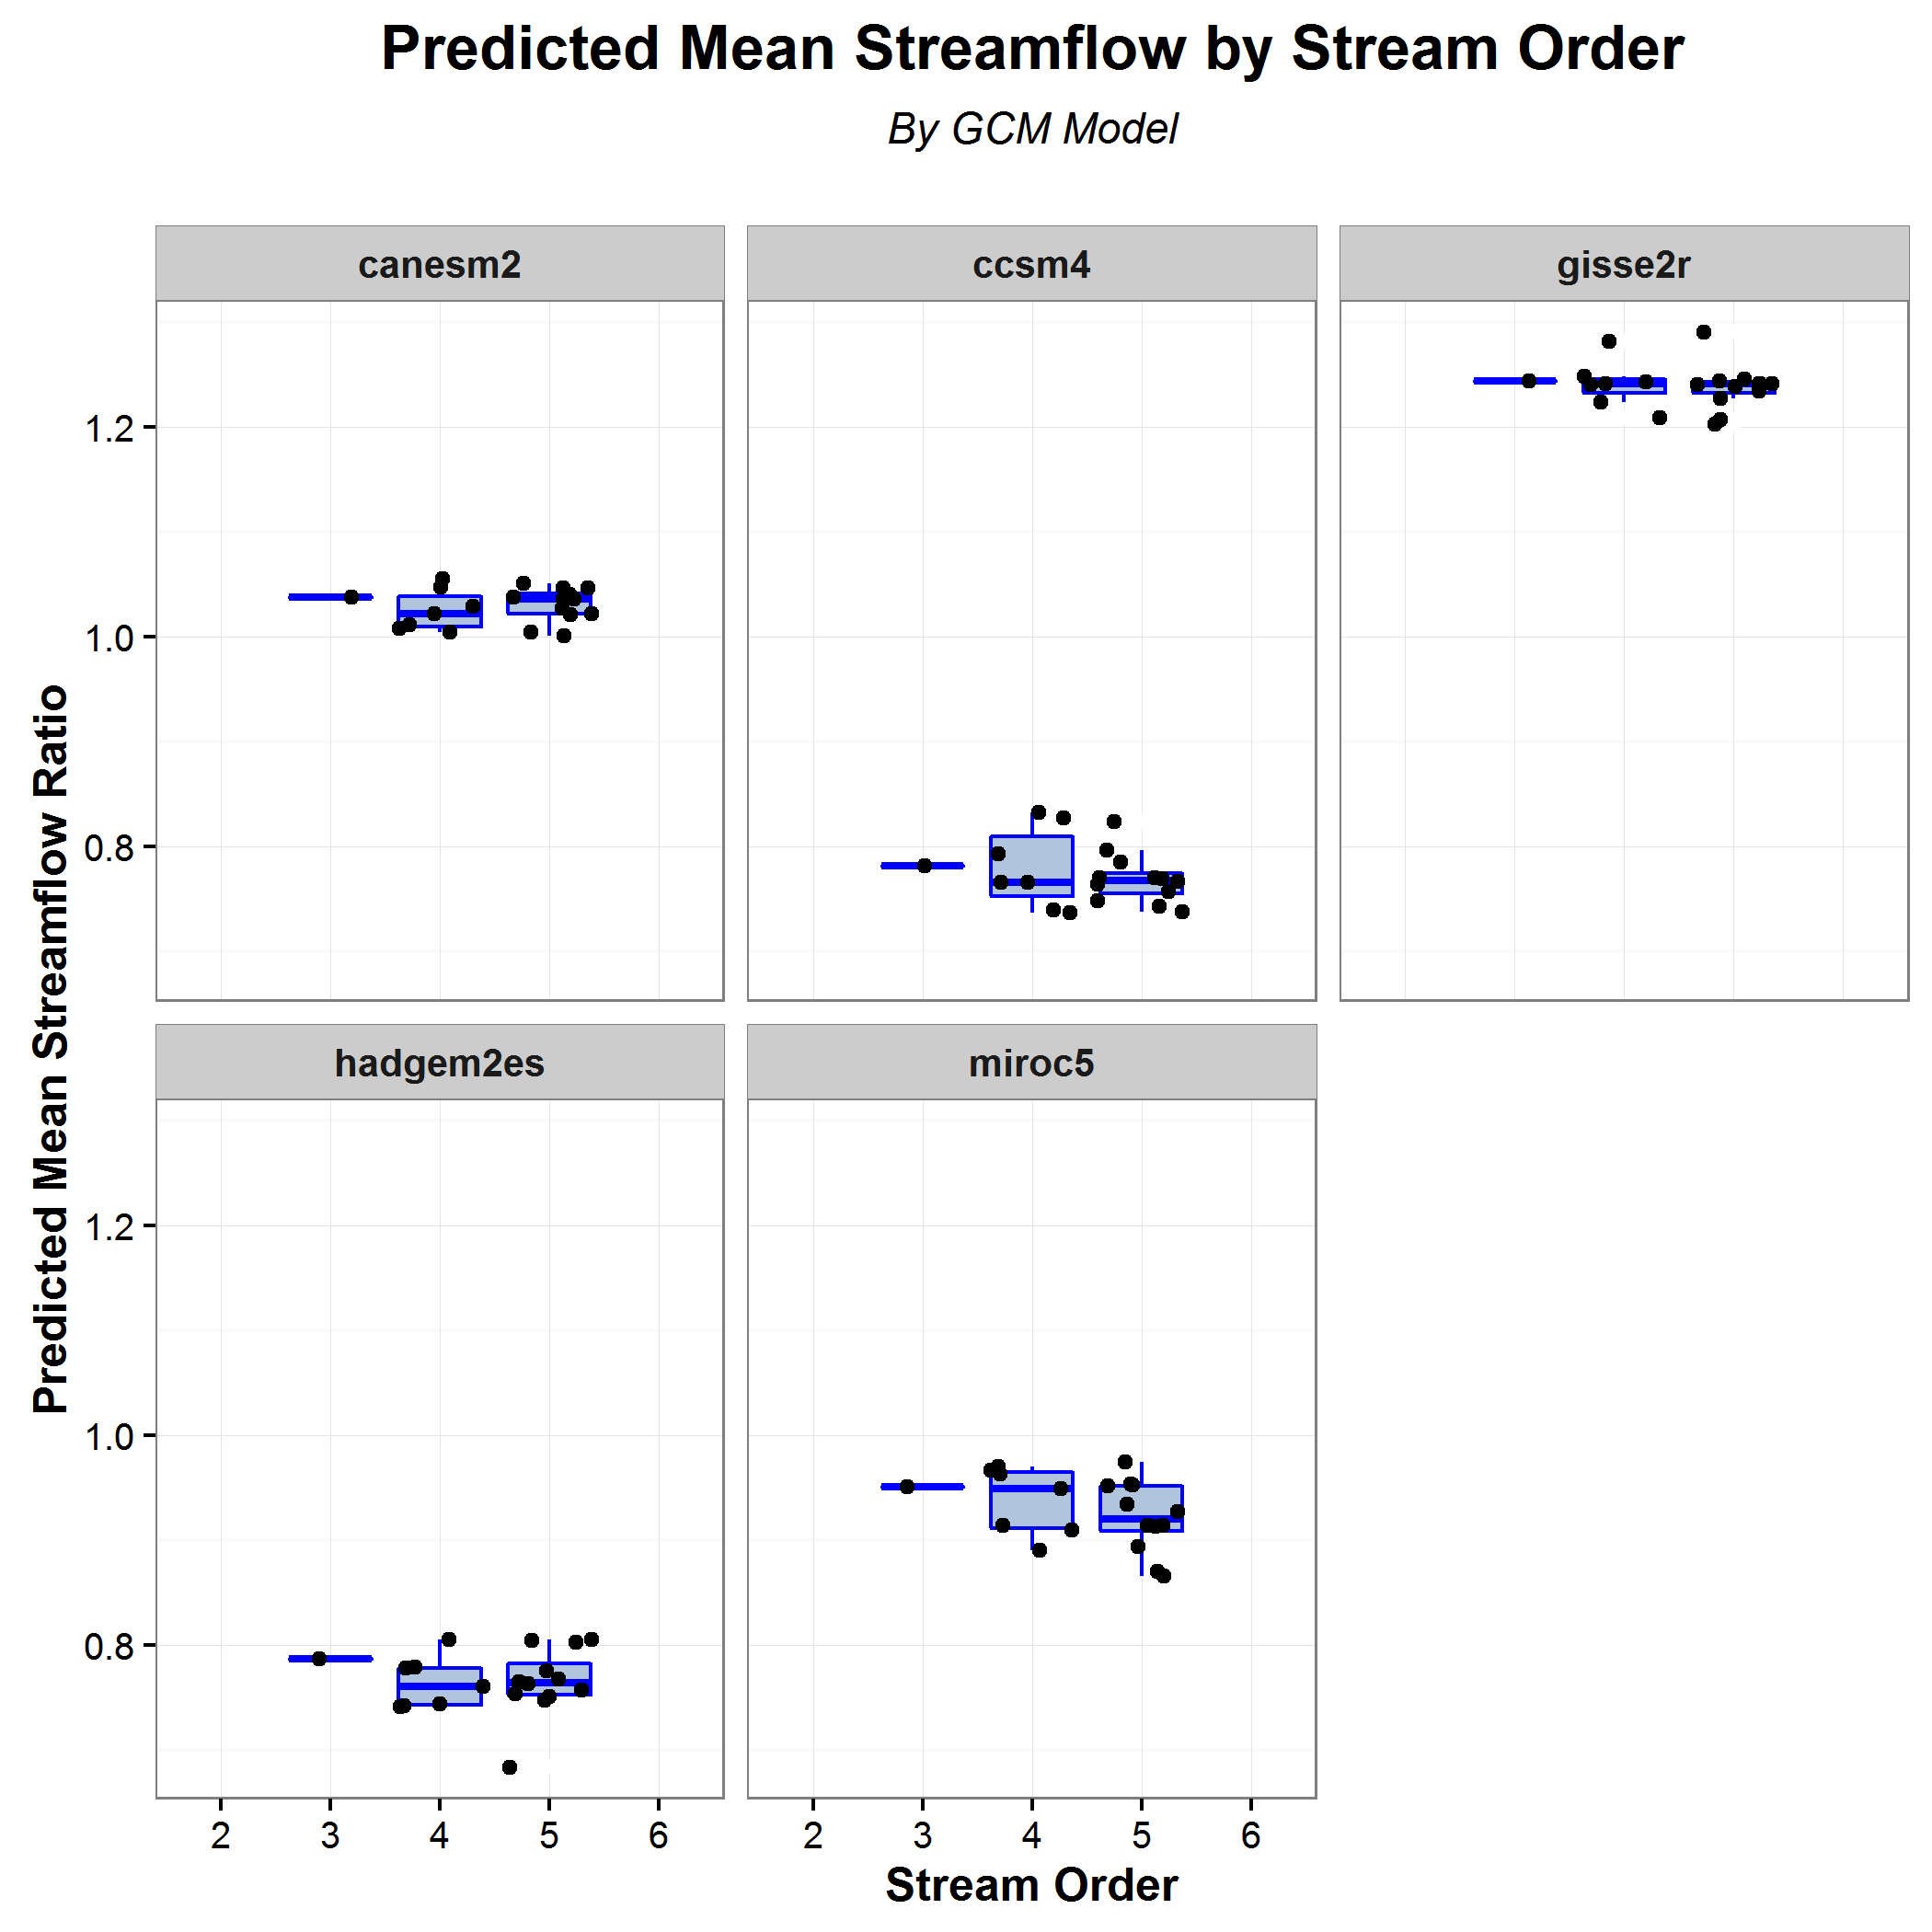 Predicted Mean Streamflow by Stream Order
By GCM Model
canesm2
ccsm4
gisse2r
1.2
1.0
0.8
Predicted Mean Streamflow Ratio
hadgem2es
miroc5
1.2
1.0
0.8
2 3 4 5 6
2 3 4 5 6
Stream Order